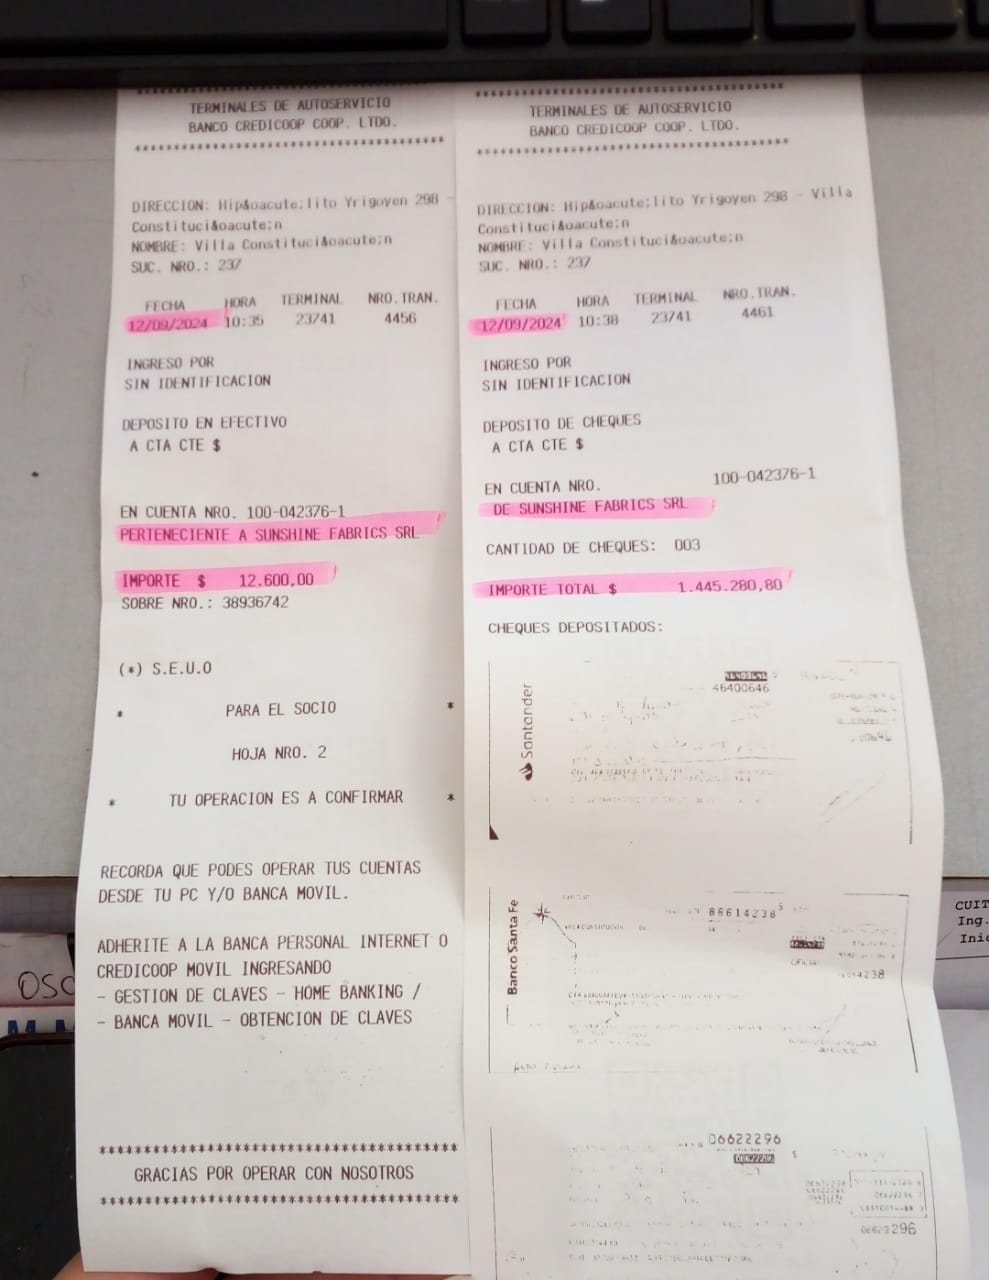 TERMINALES DE AUTOSERVICIO
BANCO CREDICOOP COOP. LTDO.
DIRECCION: Hip&oacute;lito Yrigoyen 298 -
Constituci&oacute;n
NOMBRE: Villa Constituci&oacute;n
SUC. NRO.: 237
FECHA HORA TERMINAL NRO.TRAN.
12/09/2024 10:35 23741 4456
INGRESO POR
SIN IDENTIFICACION
DEPOSITO EN EFECTIVO
A CTA CTE $
EN CUENTA NRO. 100-042376-1
PERTENECIENTE A SUNSHINE FABRICS SRL
IMPORTE $ 12.600,00
SOBRE NRO.: 38936742
(*) S.E.U.O
* PARA EL SOCIO *
HOJA NRO. 2
* TU OPERACION ES A CONFIRMAR *
RECORDA QUE PODES OPERAR TUS CUENTAS
DESDE TU PC Y/O BANCA MOVIL.
ADHERITE A LA BANCA PERSONAL INTERNET O
CREDICOOP MOVIL INGRESANDO
- GESTION DE CLAVES - HOME BANKING /
- BANCA MOVIL - OBTENCION DE CLAVES
****************************************
GRACIAS POR OPERAR CON NOSOTROS
****************************************
TERMINALES DE AUTOSERVICIO
BANCO CREDICOOP COOP. LTDO.
DIRECCION: Hip&oacute;lito Yrigoyen 298 - Villa
Constituci&oacute;n
NOMBRE: Villa Constituci&oacute;n
SUC. NRO.: 237
FECHA HORA TERMINAL NRO.TRAN.
12/09/2024 10:38 23741 4461
INGRESO POR
SIN IDENTIFICACION
DEPOSITO DE CHEQUES
A CTA CTE $
EN CUENTA NRO. 100-042376-1
DE SUNSHINE FABRICS SRL
CANTIDAD DE CHEQUES: 003
IMPORTE TOTAL $ 1.445.280,80
CHEQUES DEPOSITADOS:
Santander
46400646
Banco Santa Fe
88614238
06622296
CUIT
Ing.
Ini
OSC